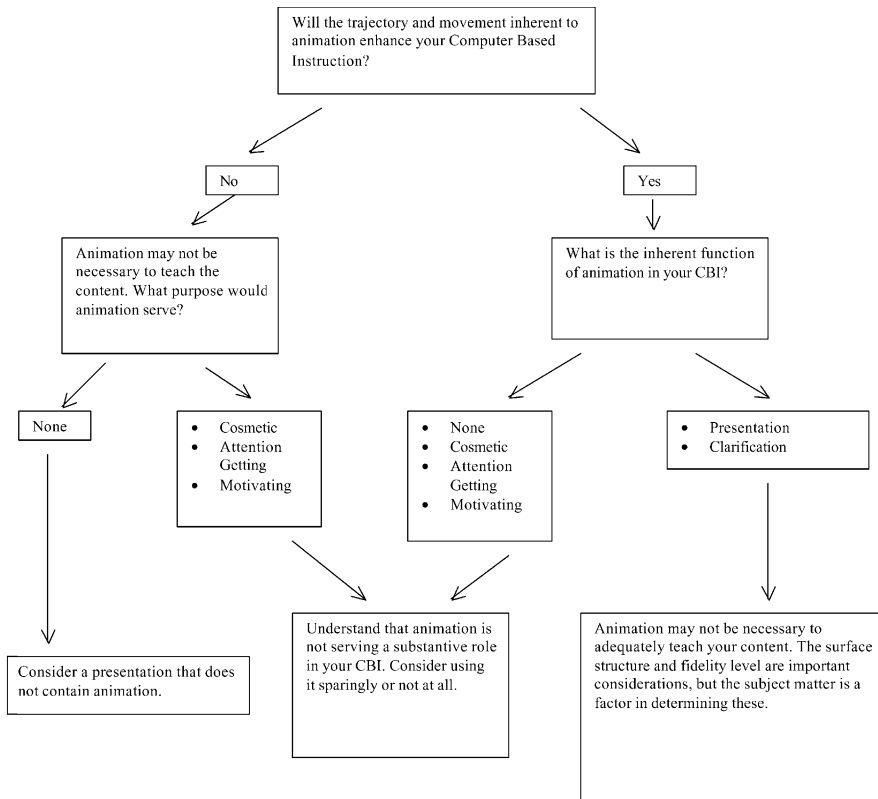 Will the trajectory and movement inherent to
animation enhance your Computer Based
Instruction?
No
Yes
Animation may not be
necessary to teach the
content. What purpose would
animation serve?
What is the inherent function
of animation in your CBI?
None
• Cosmetic
• Attention
Getting
• Motivating
• None
• Cosmetic
• Attention
Getting
• Motivating
• Presentation
• Clarification
Consider a presentation that does
not contain animation.
Understand that animation is
not serving a substantive role
in your CBI. Consider using
it sparingly or not at all.
Animation may not be necessary to
adequately teach your content. The surface
structure and fidelity level are important
considerations, but the subject matter is a
factor in determining these.